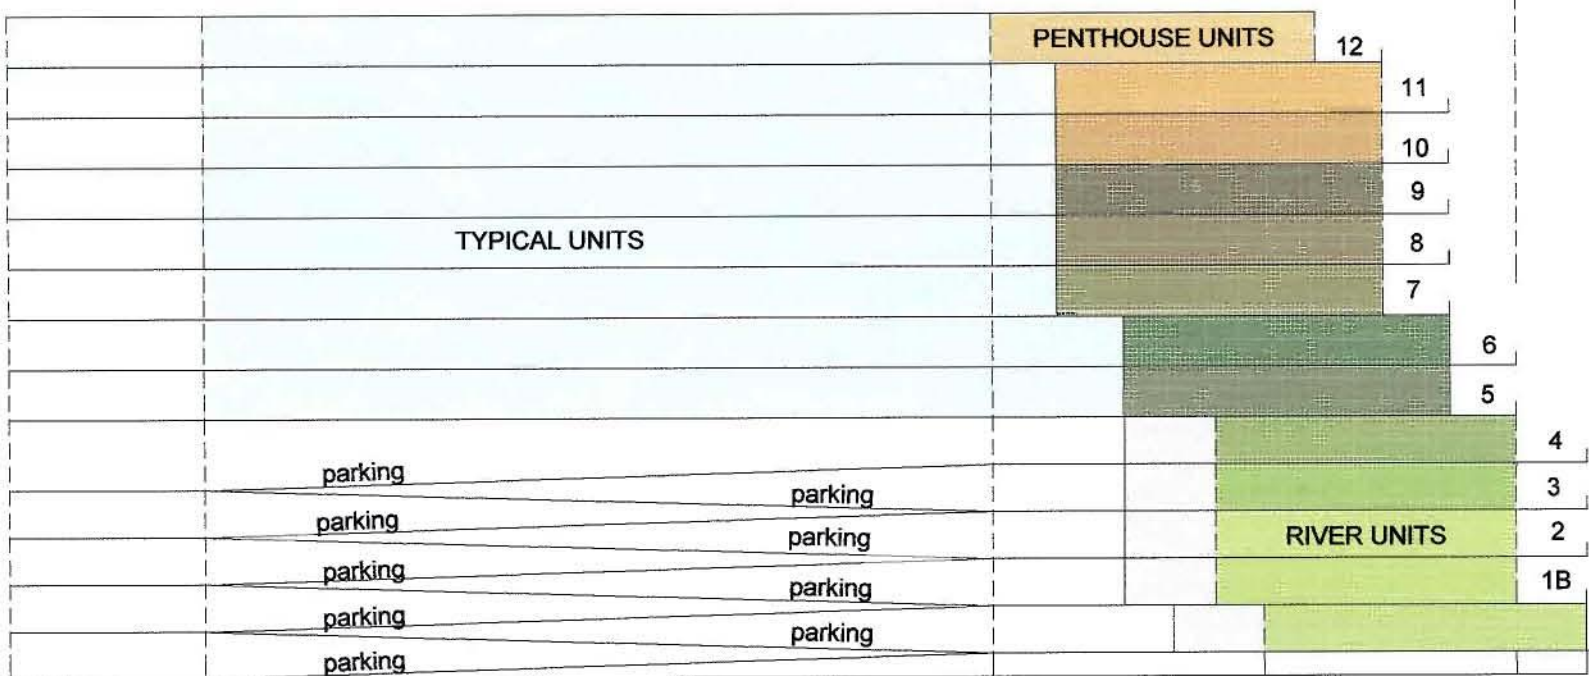 PENTHOUSE UNITS 12
11
10
9
TYPICAL UNITS 8
7
6
5
4
parking
parking 3
parking
parking RIVER UNITS 2
parking
parking 1B
parking
parking
parking